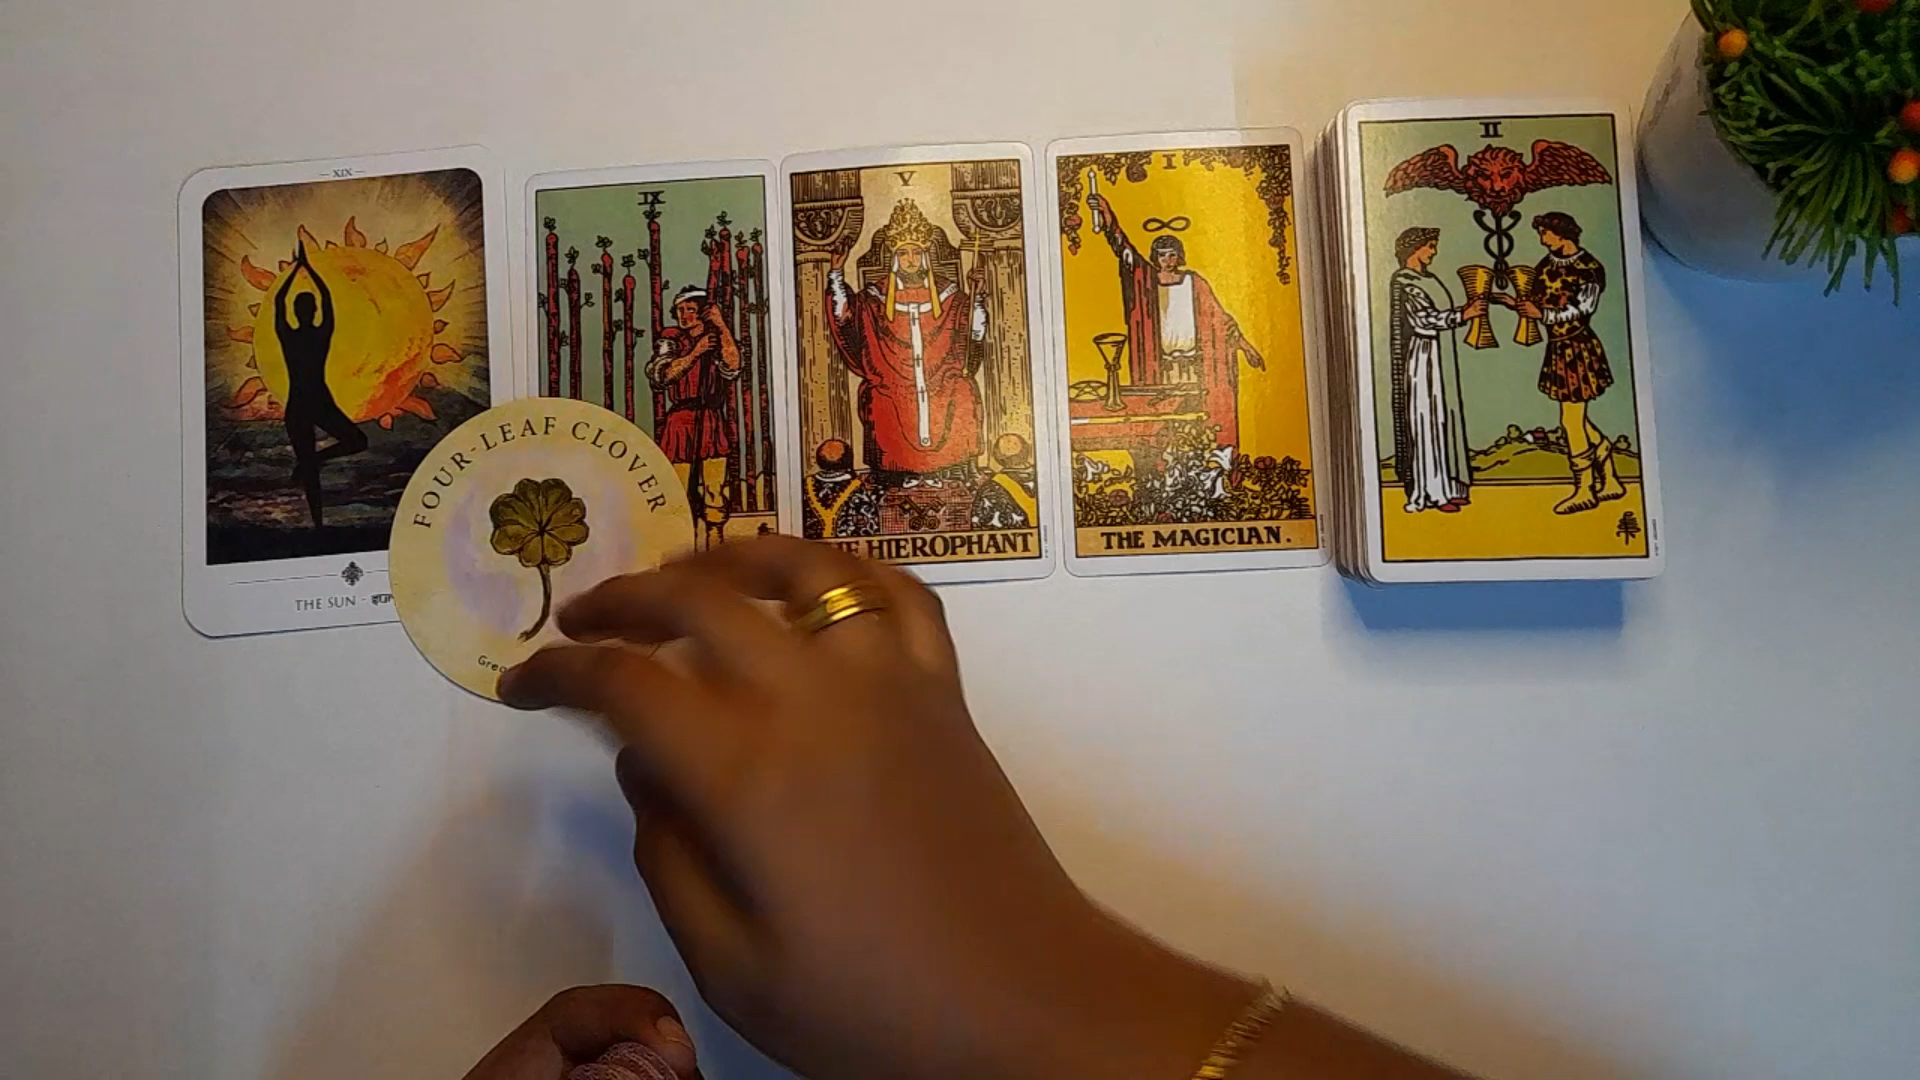 XIX
THE SUN -
IX
V
HIEROPHANT
I
THE MAGICIAN.
II
FOUR-LEAF CLOVER